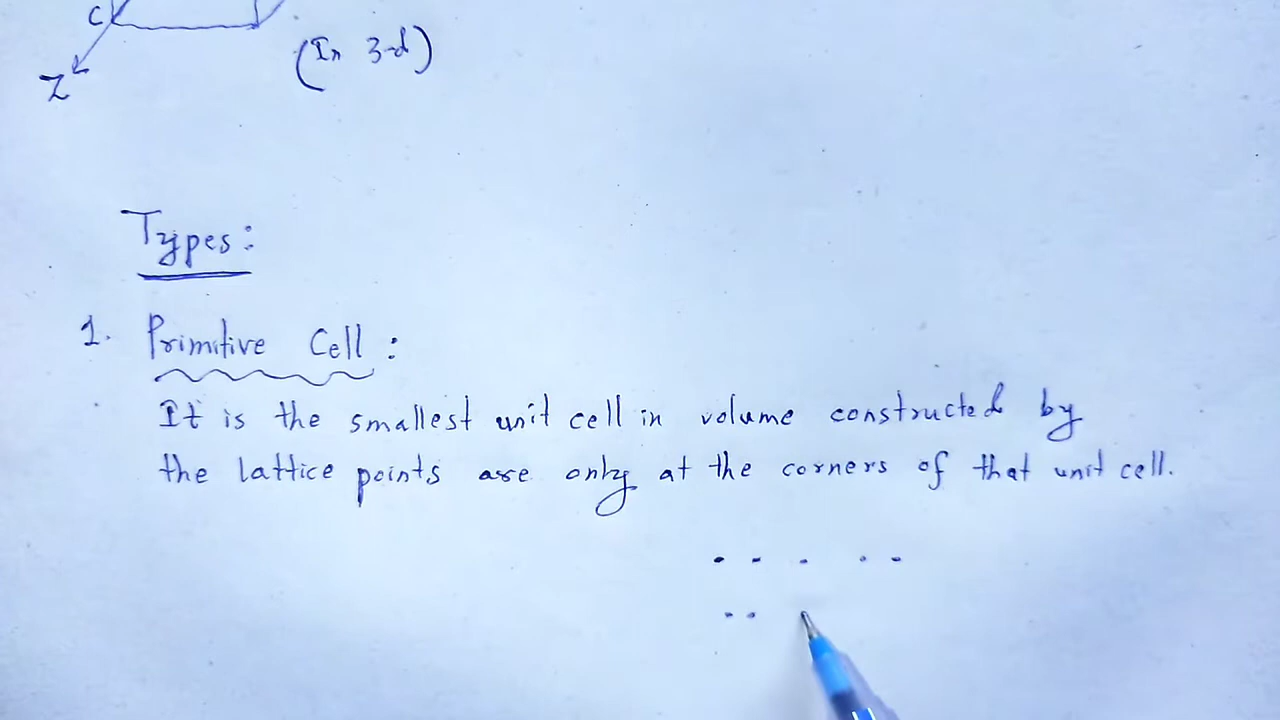 C
Z
(In 3-d)
Types:
1. Primitive Cell:
It is the smallest unit cell in volume constructed by
the lattice points are only at the corners of that unit cell.